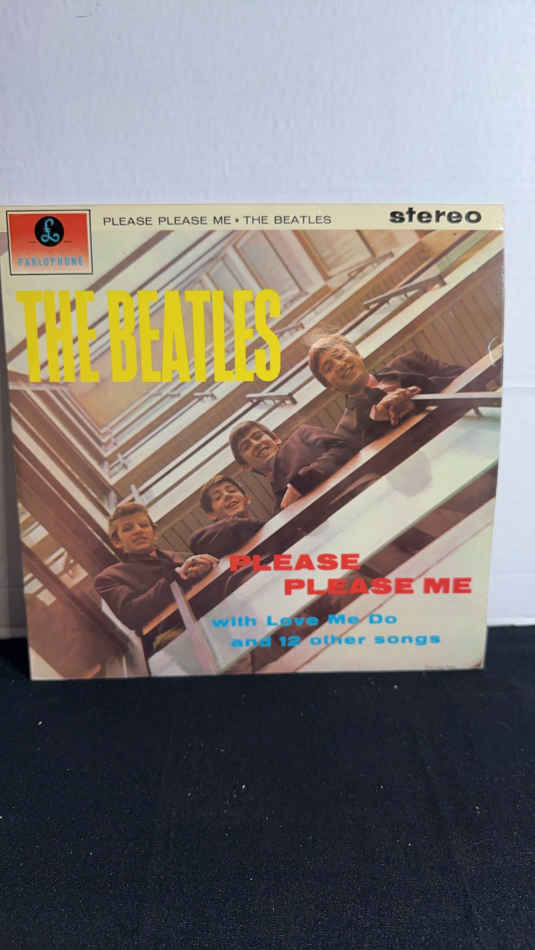 PLEASE PLEASE ME • THE BEATLES
stereo
£
PARLOPHONE
THE BEATLES
PLEASE
PLEASE ME
with Love Me Do
and 12 other songs